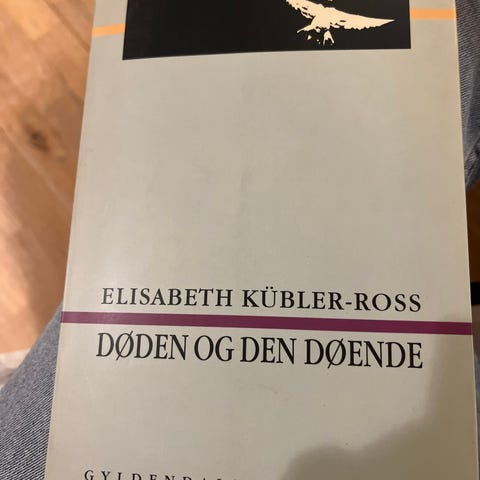 ELISABETH KÜBLER-ROSS
DØDEN OG DEN DØENDE